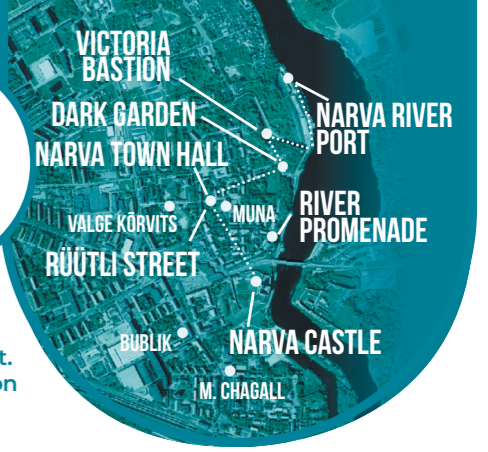 VICTORIA
BASTION
DARK GARDEN
NARVA RIVER
PORT
NARVA TOWN HALL
MUNA
RIVER
PROMENADE
VALGE KÕRVITS
RÜÜTLI STREET
BUBLIK
NARVA CASTLE
M. CHAGALL
t.
on